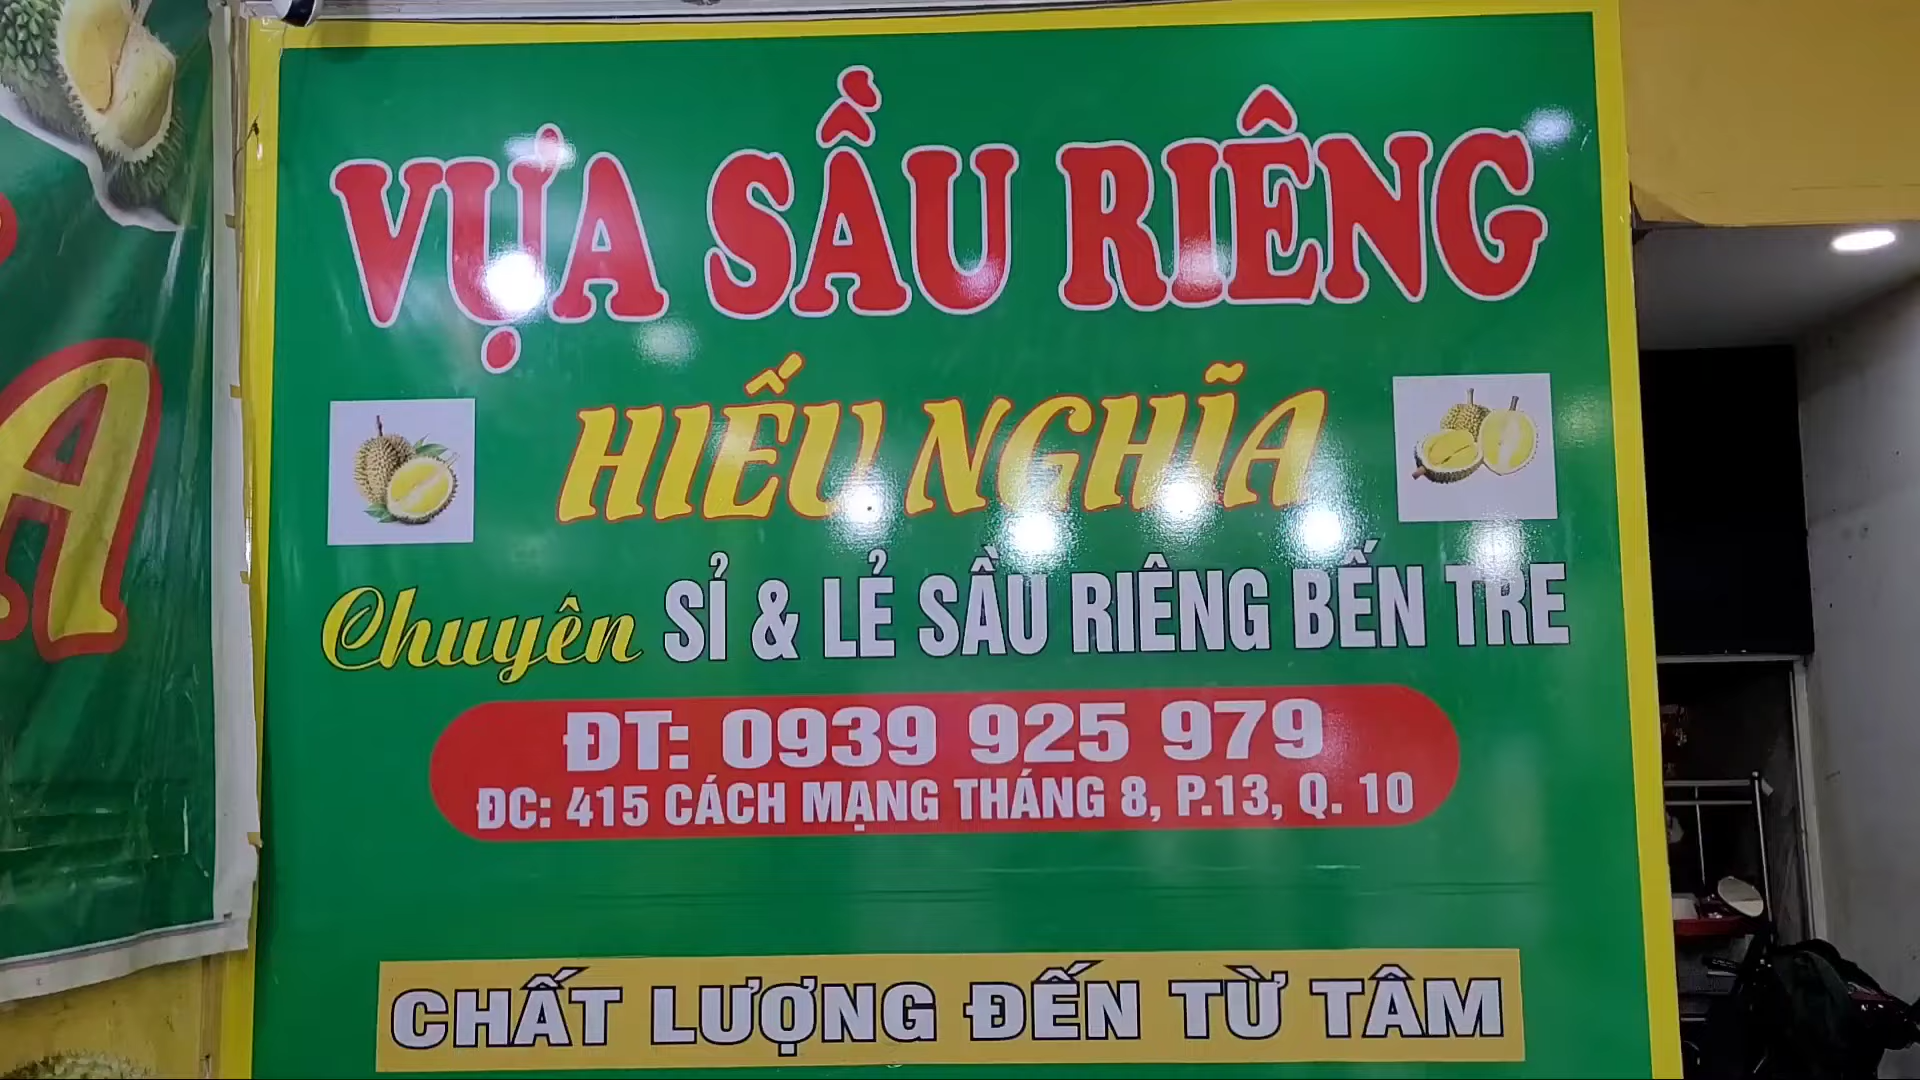 VỰA SẦU RIÊNG
HIẾU NGHĨA
Chuyên SỈ & LẺ SẦU RIÊNG BẾN TRE
ĐT: 0939 925 979
ĐC: 415 CÁCH MẠNG THÁNG 8, P.13, Q. 10
CHẤT LƯỢNG ĐẾN TỪ TÂM